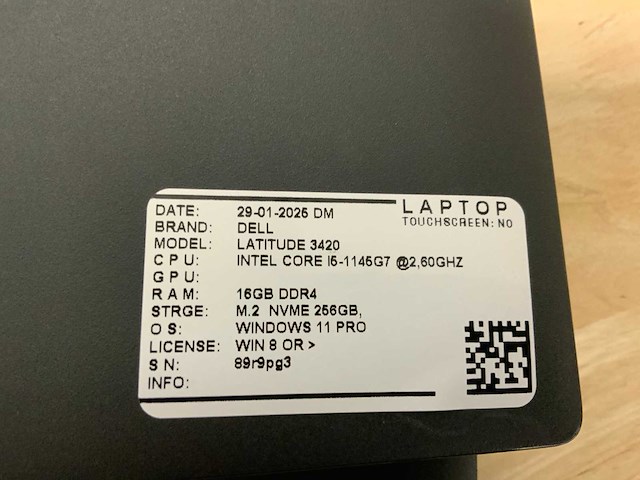 LAPTOP
TOUCHSCREEN: NO
DATE: 29-01-2025 DM
BRAND: DELL
MODEL: LATITUDE 3420
CPU: INTEL CORE I5-1145G7 @2,60GHZ
GPU:
RAM: 16GB DDR4
STRGE: M.2 NVME 256GB,
OS: WINDOWS 11 PRO
LICENSE: WIN 8 OR >
SN: 89r9pg3
INFO: